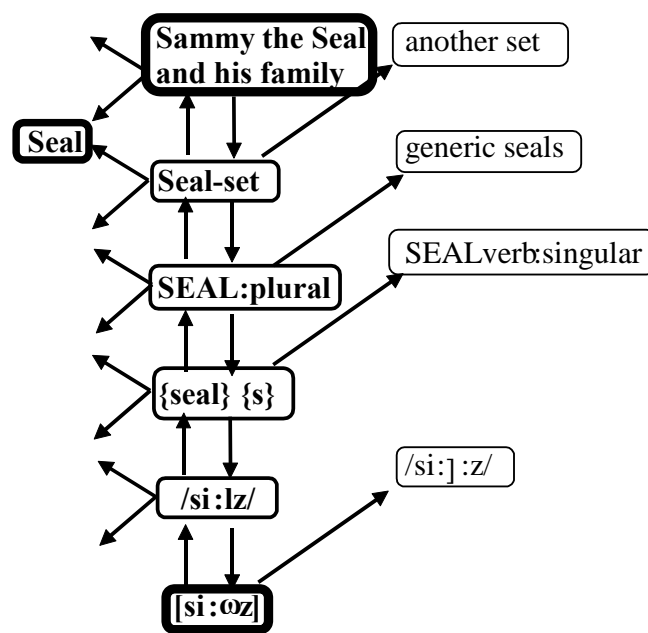 Sammy the Seal
and his family
another set
Seal
generic seals
Seal-set
SEALverb:singular
SEAL:plural
{seal} {s}
/si:l:z/
/si:lz/
[si:ωz]